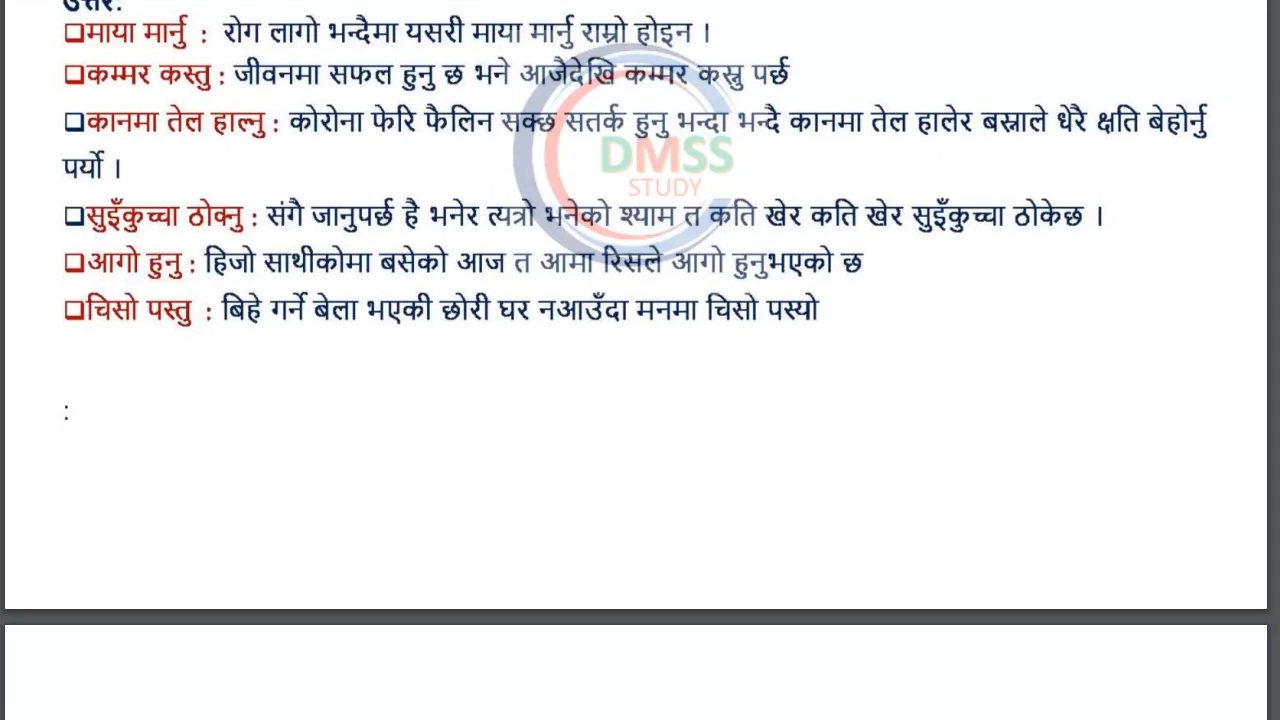 उत्तर:
❑माया मार्नु : रोग लागो भन्दैमा यसरी माया मार्नु राम्रो होइन ।
❑कम्मर कस्तु : जीवनमा सफल हुनु छ भने आजैदेखि कम्मर कस्नु पर्छ
❑कानमा तेल हाल्नु : कोरोना फेरि फैलिन सक्छ सतर्क हुनु भन्दा भन्दै कानमा तेल हालेर बस्नाले धेरै क्षति बेहोर्नु
पर्यो ।
❑सुइँकुच्चा ठोक्नु : संगै जानुपर्छ है भनेर त्यत्रो भनेको श्याम त कति खेर कति खेर सुइँकुच्चा ठोकेछ ।
❑आगो हुनु : हिजो साथीकोमा बसेको आज त आमा रिसले आगो हुनुभएको छ
❑चिसो पस्तु : बिहे गर्ने बेला भएकी छोरी घर नआउँदा मनमा चिसो पस्यो
:
DMSS
STUDY